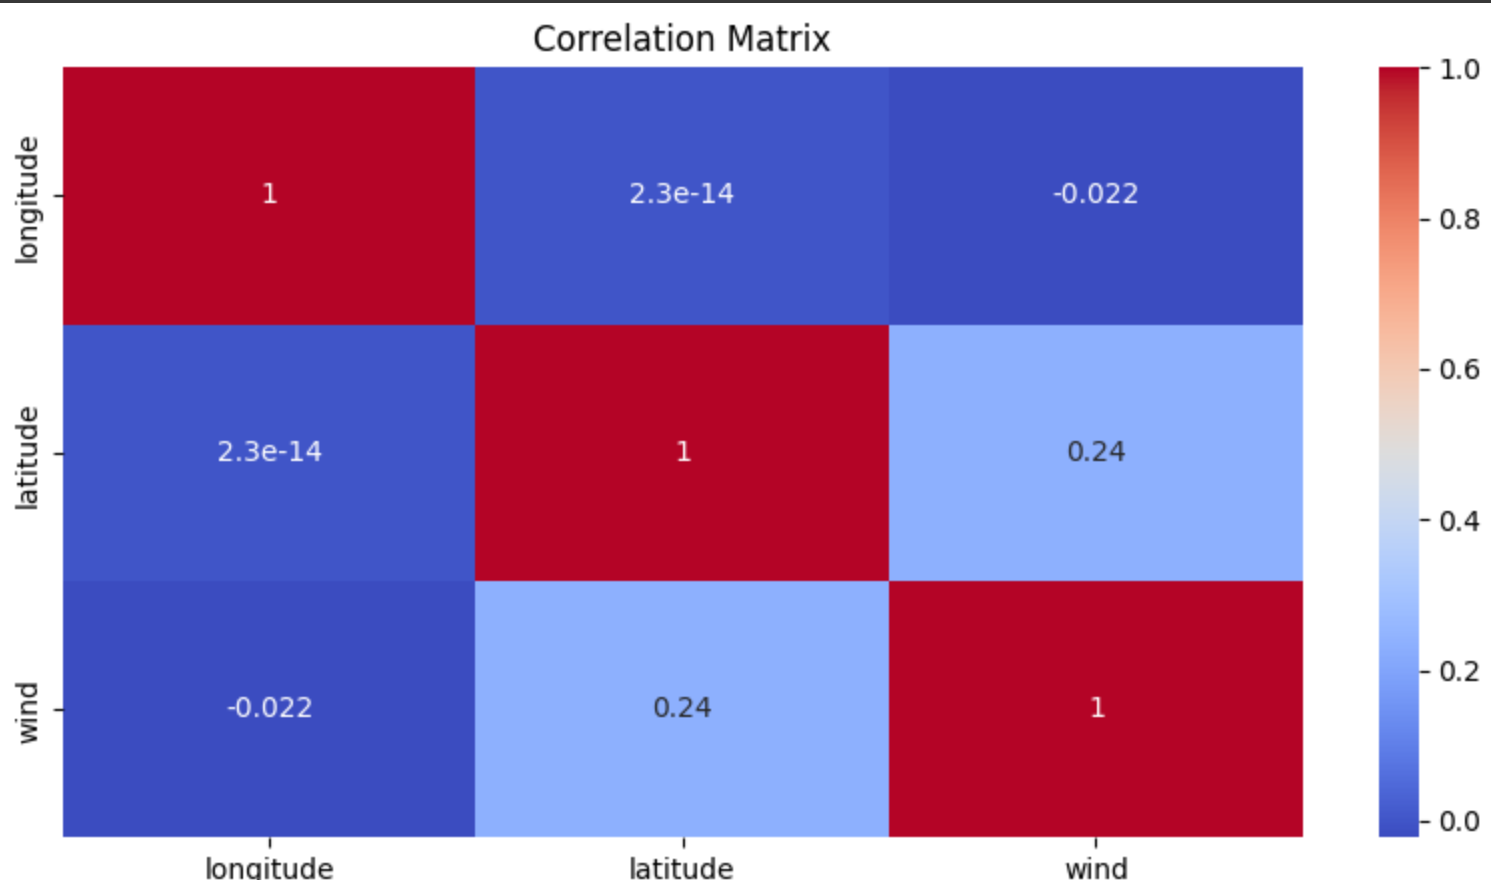 Correlation Matrix
longitude 1 2.3e-14 -0.022
latitude 2.3e-14 1 0.24
wind -0.022 0.24 1
longitude latitude wind
1.0
0.8
0.6
0.4
0.2
0.0